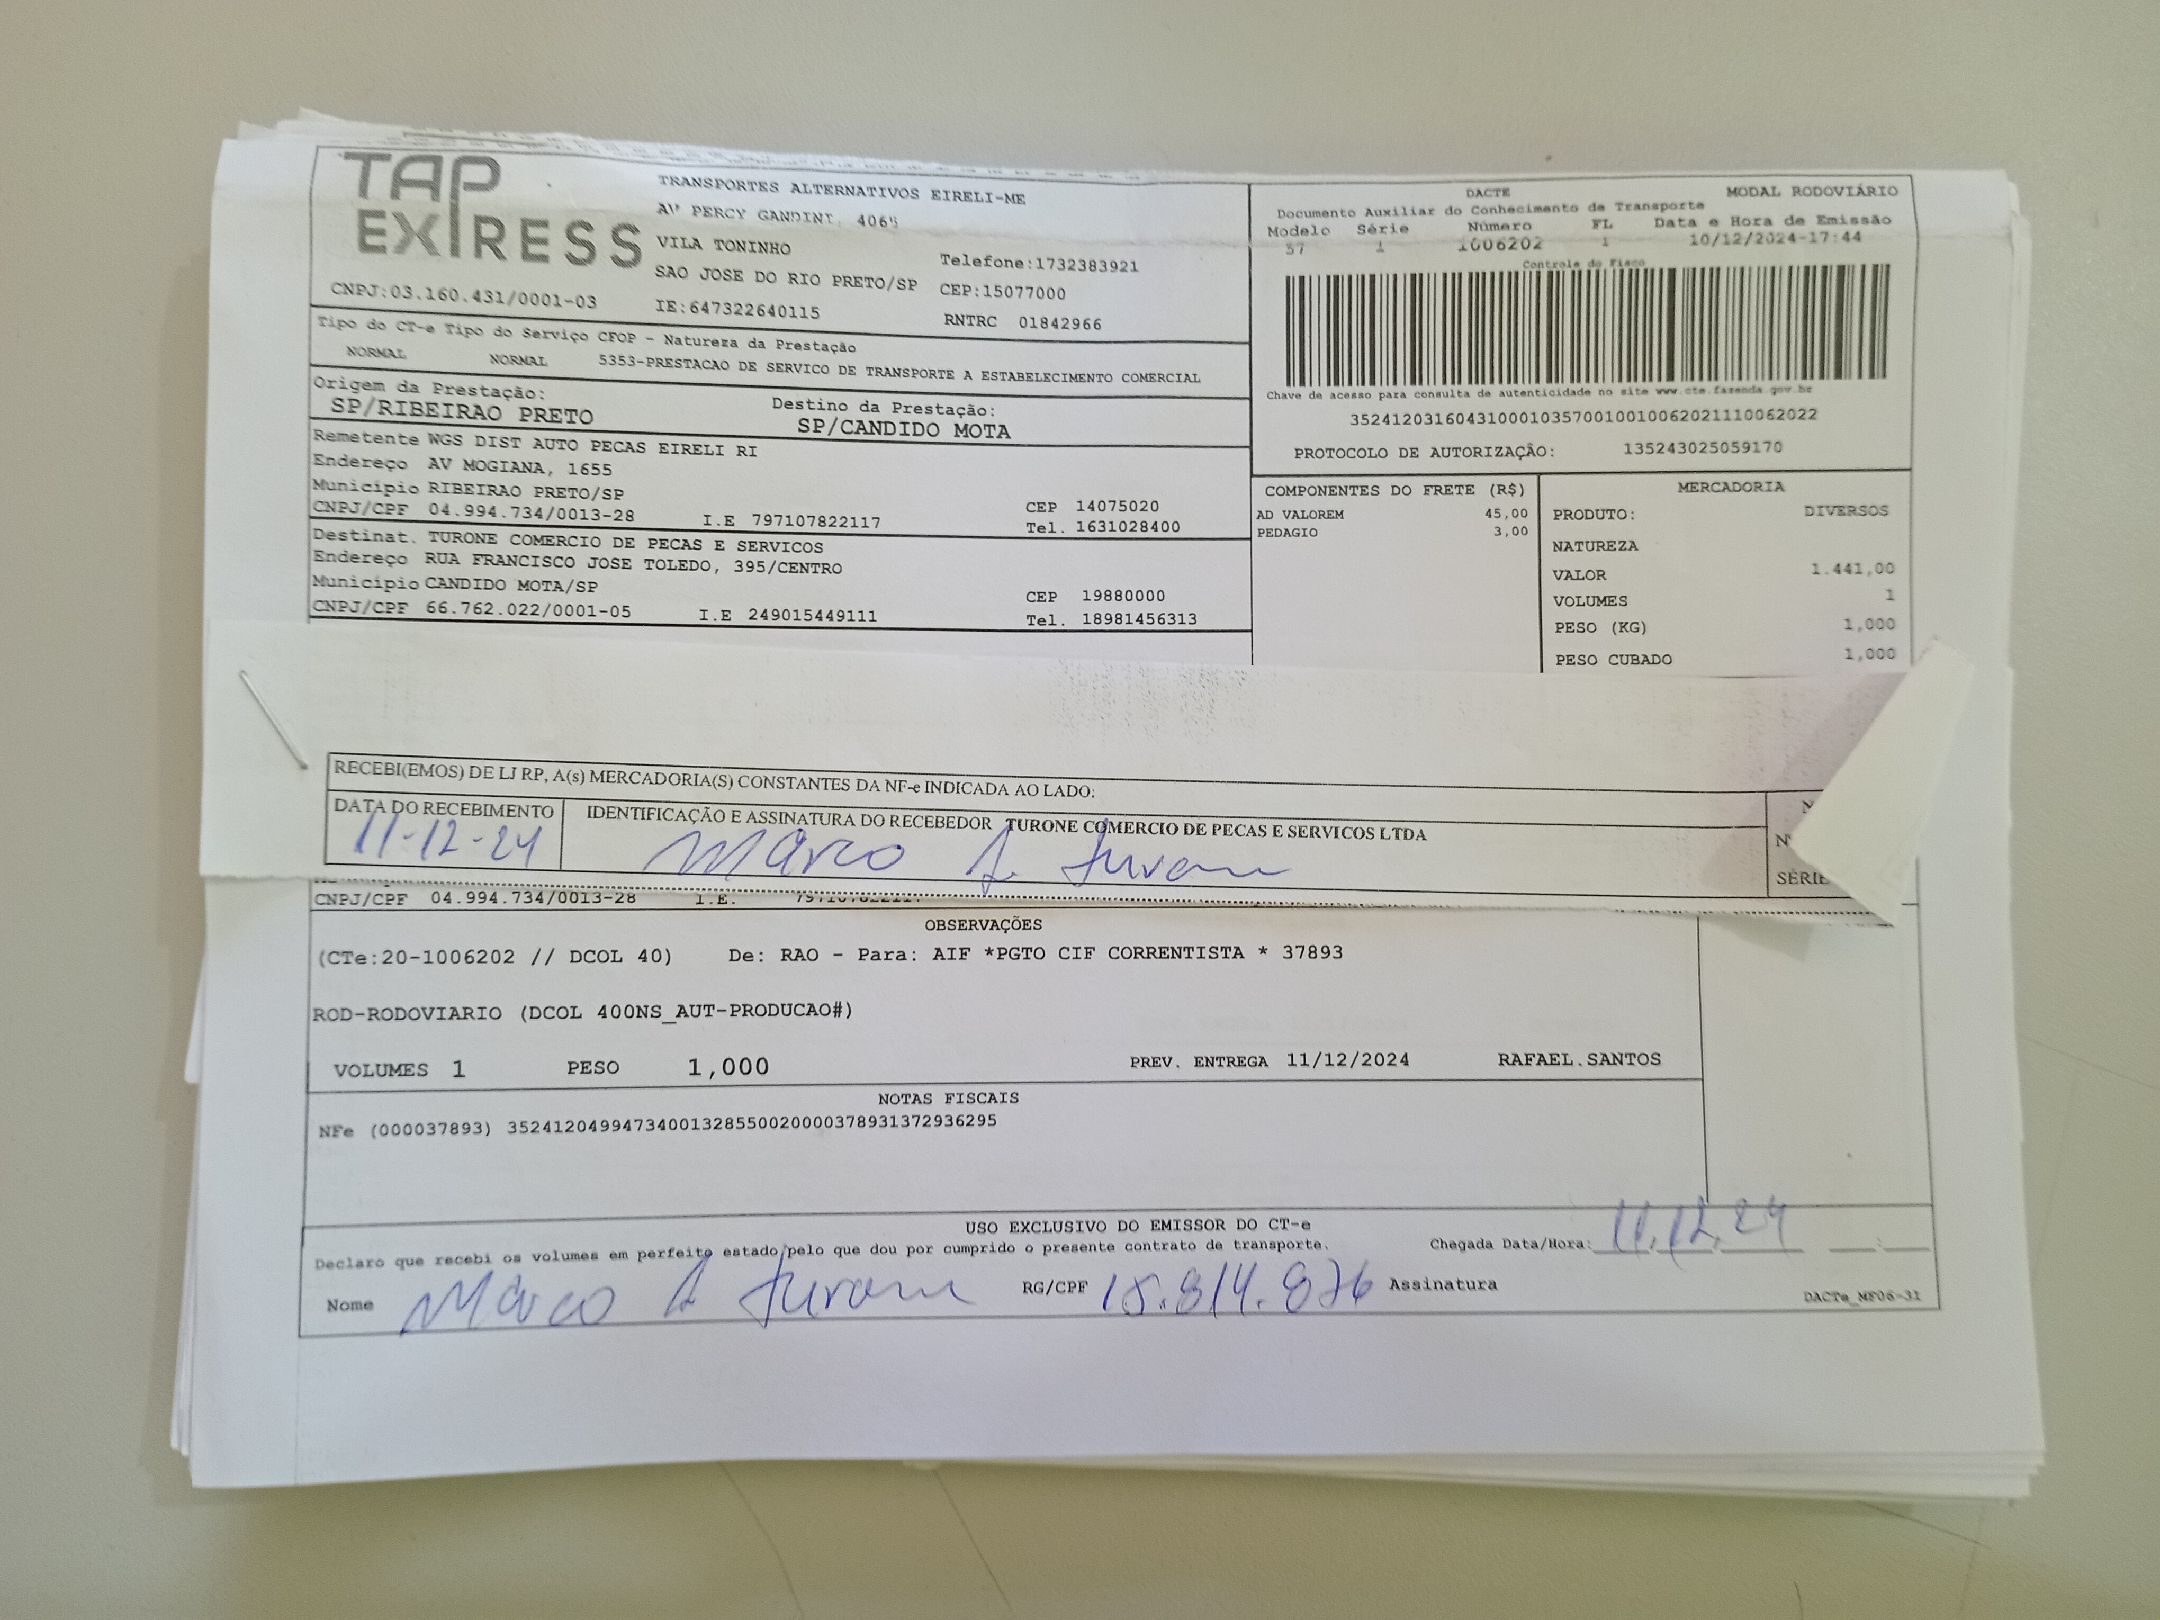 TAP
EXPRESS
TRANSPORTES ALTERNATIVOS EIRELI-ME
AV PERCY GANDINI, 4065
VILA TONINHO
Telefone:1732383921
SAO JOSE DO RIO PRETO/SP
CEP:15077000
CNPJ:03.160.431/0001-03
IE:647322640115
RNTRC 01842966
DACTE
MODAL RODOVIÁRIO
Documento Auxiliar do Conhecimento de Transporte
Modelo Série Número FL Data e Hora de Emissão
57 1 1006202 1 10/12/2024-17:44
Controle do Fisco
Chave de acesso para consulta de autenticidade no site www.cte.fazenda.gov.br
35241203160431000103570010010062021110062022
PROTOCOLO DE AUTORIZAÇÃO: 135243025059170
Tipo do CT-e Tipo do Serviço CFOP - Natureza da Prestação
NORMAL NORMAL 5353-PRESTACAO DE SERVICO DE TRANSPORTE A ESTABELECIMENTO COMERCIAL
Origem da Prestação: Destino da Prestação:
SP/RIBEIRAO PRETO SP/CANDIDO MOTA
Remetente WGS DIST AUTO PECAS EIRELI RI
Endereço AV MOGIANA, 1655
Município RIBEIRAO PRETO/SP CEP 14075020
CNPJ/CPF 04.994.734/0013-28 I.E 797107822117 Tel. 1631028400
Destinat. TURONE COMERCIO DE PECAS E SERVICOS
Endereço RUA FRANCISCO JOSE TOLEDO, 395/CENTRO
Município CANDIDO MOTA/SP CEP 19880000
CNPJ/CPF 66.762.022/0001-05 I.E 249015449111 Tel. 18981456313
COMPONENTES DO FRETE (R$)
AD VALOREM 45,00
PEDAGIO 3,00
MERCADORIA
PRODUTO: DIVERSOS
NATUREZA
VALOR 1.441,00
VOLUMES 1
PESO (KG) 1,000
PESO CUBADO 1,000
RECEBI(EMOS) DE LJ RP, A(s) MERCADORIA(S) CONSTANTES DA NF-e INDICADA AO LADO:
DATA DO RECEBIMENTO IDENTIFICAÇÃO E ASSINATURA DO RECEBEDOR TURONE COMERCIO DE PECAS E SERVICOS LTDA
11-12-24 Marco A. Turone
SÉRIE
CNPJ/CPF 04.994.734/0013-28 I.E. 797107822117
OBSERVAÇÕES
(CTe:20-1006202 // DCOL 40) De: RAO - Para: AIF *PGTO CIF CORRENTISTA * 37893
ROD-RODOVIARIO (DCOL 400NS_AUT-PRODUCAO#)
VOLUMES 1 PESO 1,000 PREV. ENTREGA 11/12/2024 RAFAEL.SANTOS
NOTAS FISCAIS
NFe (000037893) 35241204994734001328550020000378931372936295
USO EXCLUSIVO DO EMISSOR DO CT-e
Declaro que recebi os volumes em perfeito estado pelo que dou por cumprido o presente contrato de transporte. Chegada Data/Hora: 11.12.24
Nome Marco A Turone RG/CPF 15.814.876 Assinatura
DACTe_MF06-31